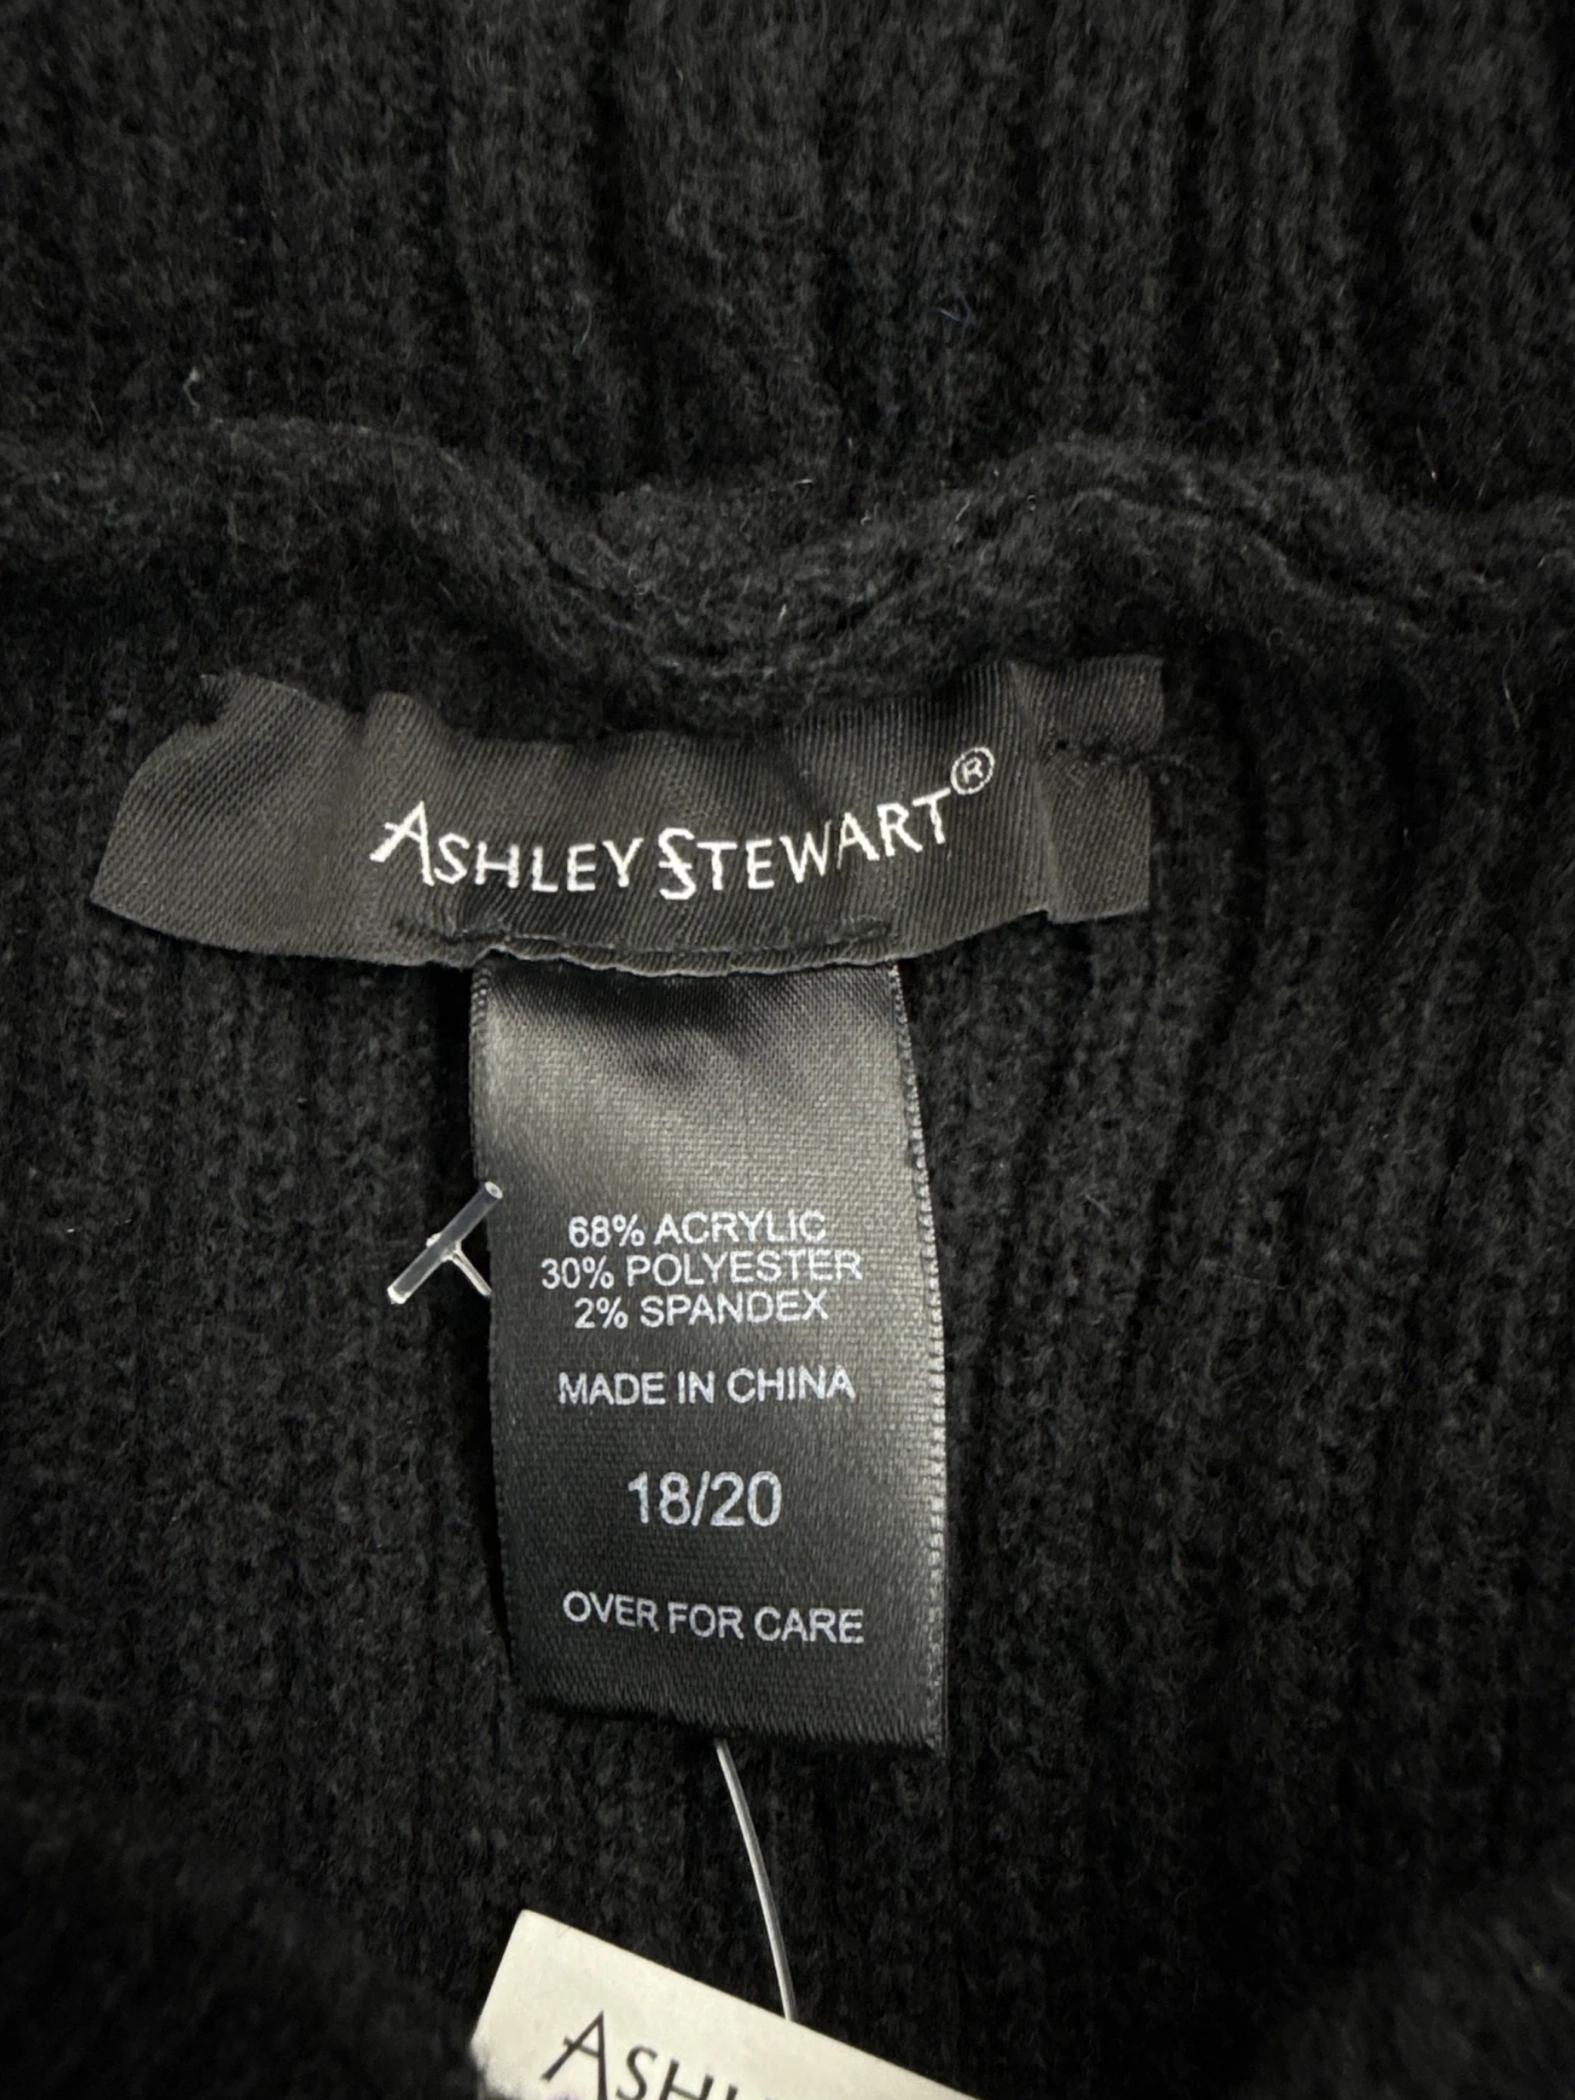 ASHLEY STEWART®
68% ACRYLIC
30% POLYESTER
2% SPANDEX
MADE IN CHINA
18/20
OVER FOR CARE